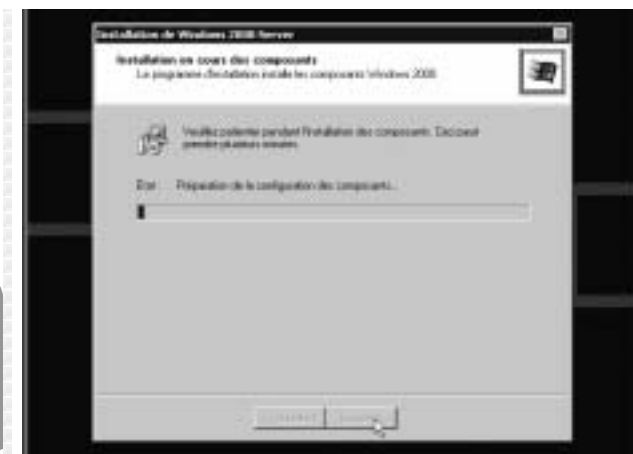 Installation de Windows 2000 Server
Installation en cours des composants
Le programme d'installation installe les composants Windows 2000.
Veuillez patienter pendant l'installation des composants. Ceci peut
prendre plusieurs minutes.
État : Préparation de la configuration des composants...